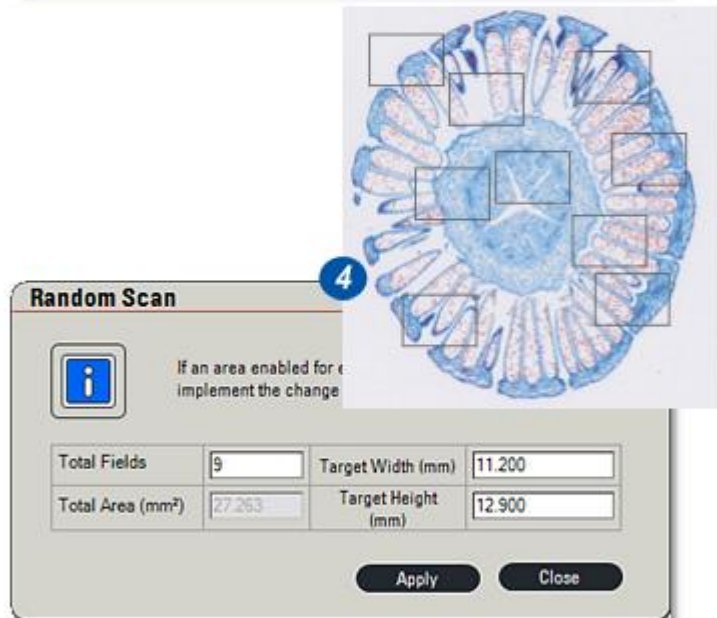 4
Random Scan
If an area enabled for e
implement the change
Total Fields 9 Target Width (mm) 11.200
Total Area (mm²) 27.263 Target Height (mm) 12.900
Apply Close